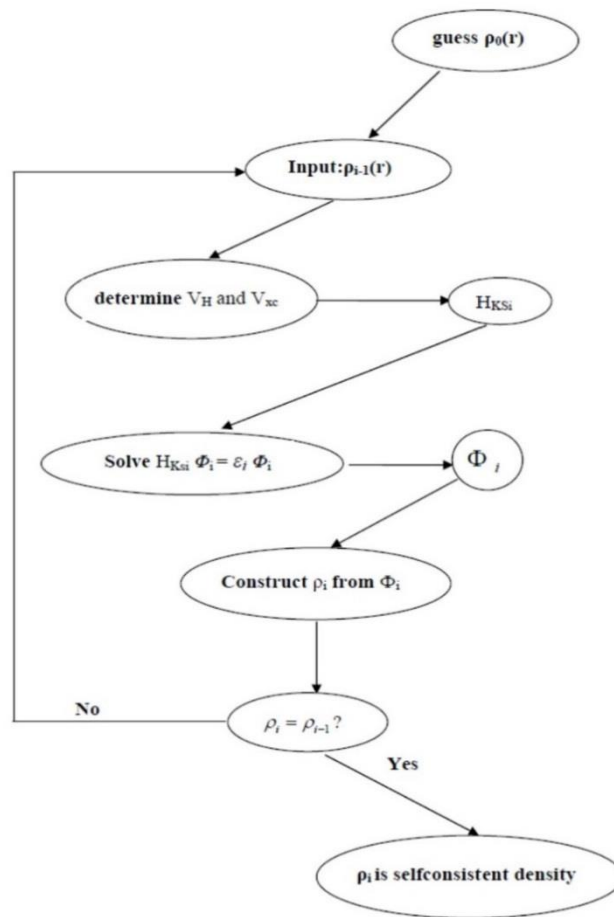 guess ρ₀(r)
Input:ρᵢ₋₁(r)
determine V_H and V_xc
H_KSi
Solve H_Ksi Φᵢ = εᵢ Φᵢ
Φ ᵢ
Construct ρᵢ from Φᵢ
No
ρᵢ = ρᵢ₋₁ ?
Yes
ρᵢ is selfconsistent density